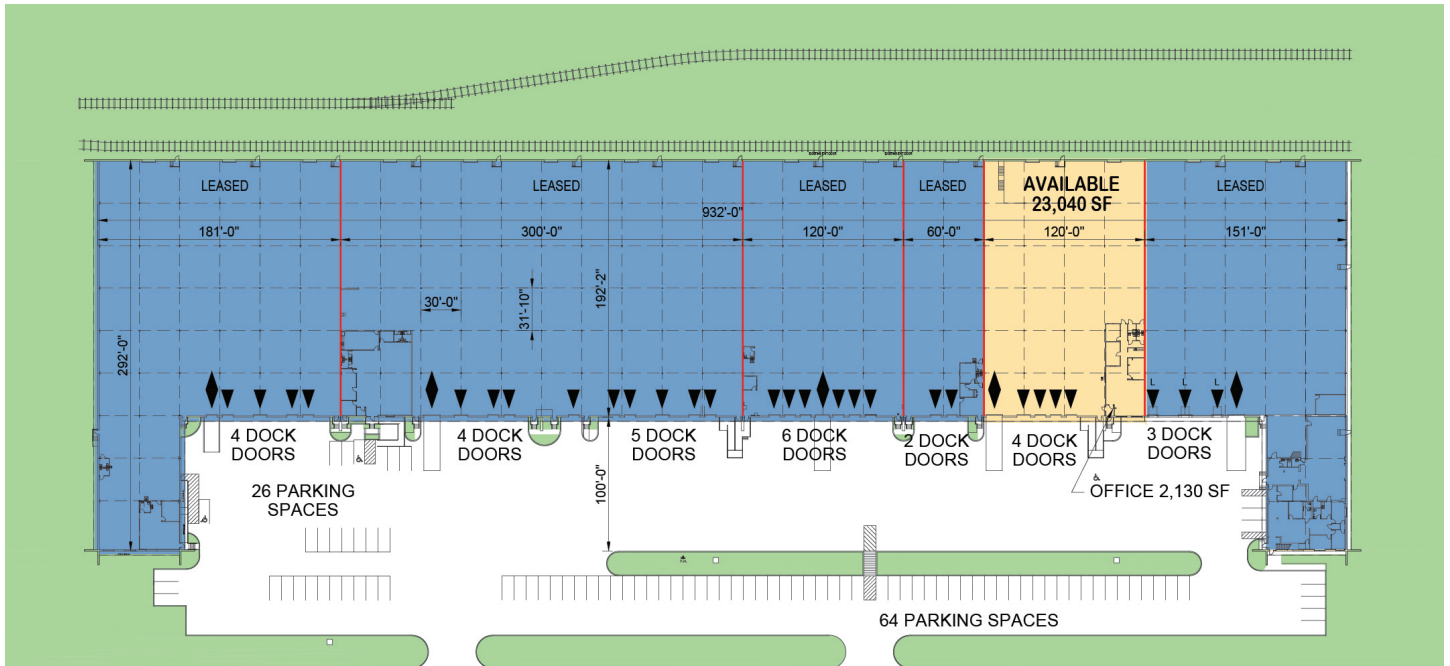 LEASED
LEASED
LEASED
LEASED
AVAILABLE
23,040 SF
LEASED
932'-0"
181'-0"
300'-0"
120'-0"
60'-0"
120'-0"
151'-0"
30'-0"
31'-10"
192'-2"
292'-0"
L
L
L
4 DOCK
DOORS
4 DOCK
DOORS
5 DOCK
DOORS
6 DOCK
DOORS
2 DOCK
DOORS
4 DOCK
DOORS
3 DOCK
DOORS
100'-0"
26 PARKING
SPACES
OFFICE 2,130 SF
64 PARKING SPACES